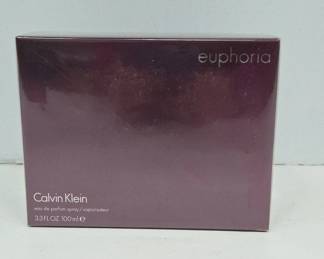 euphoria
Calvin Klein
eau de parfum spray / vaporisateur
3.3 FL OZ 100 ml ℮